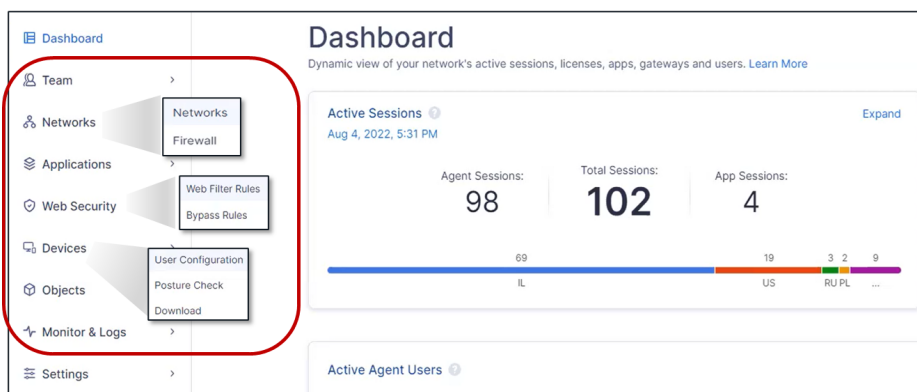 Dashboard
Team
Networks
Applications
Web Security
Devices
Objects
Monitor & Logs
Settings
Networks
Firewall
Web Filter Rules
Bypass Rules
User Configuration
Posture Check
Download
Dashboard
Dynamic view of your network's active sessions, licenses, apps, gateways and users. Learn More
Active Sessions ?
Expand
Aug 4, 2022, 5:31 PM
Agent Sessions:
98
Total Sessions:
102
App Sessions:
4
69 19 3 2 9
IL US RU PL ...
Active Agent Users ?